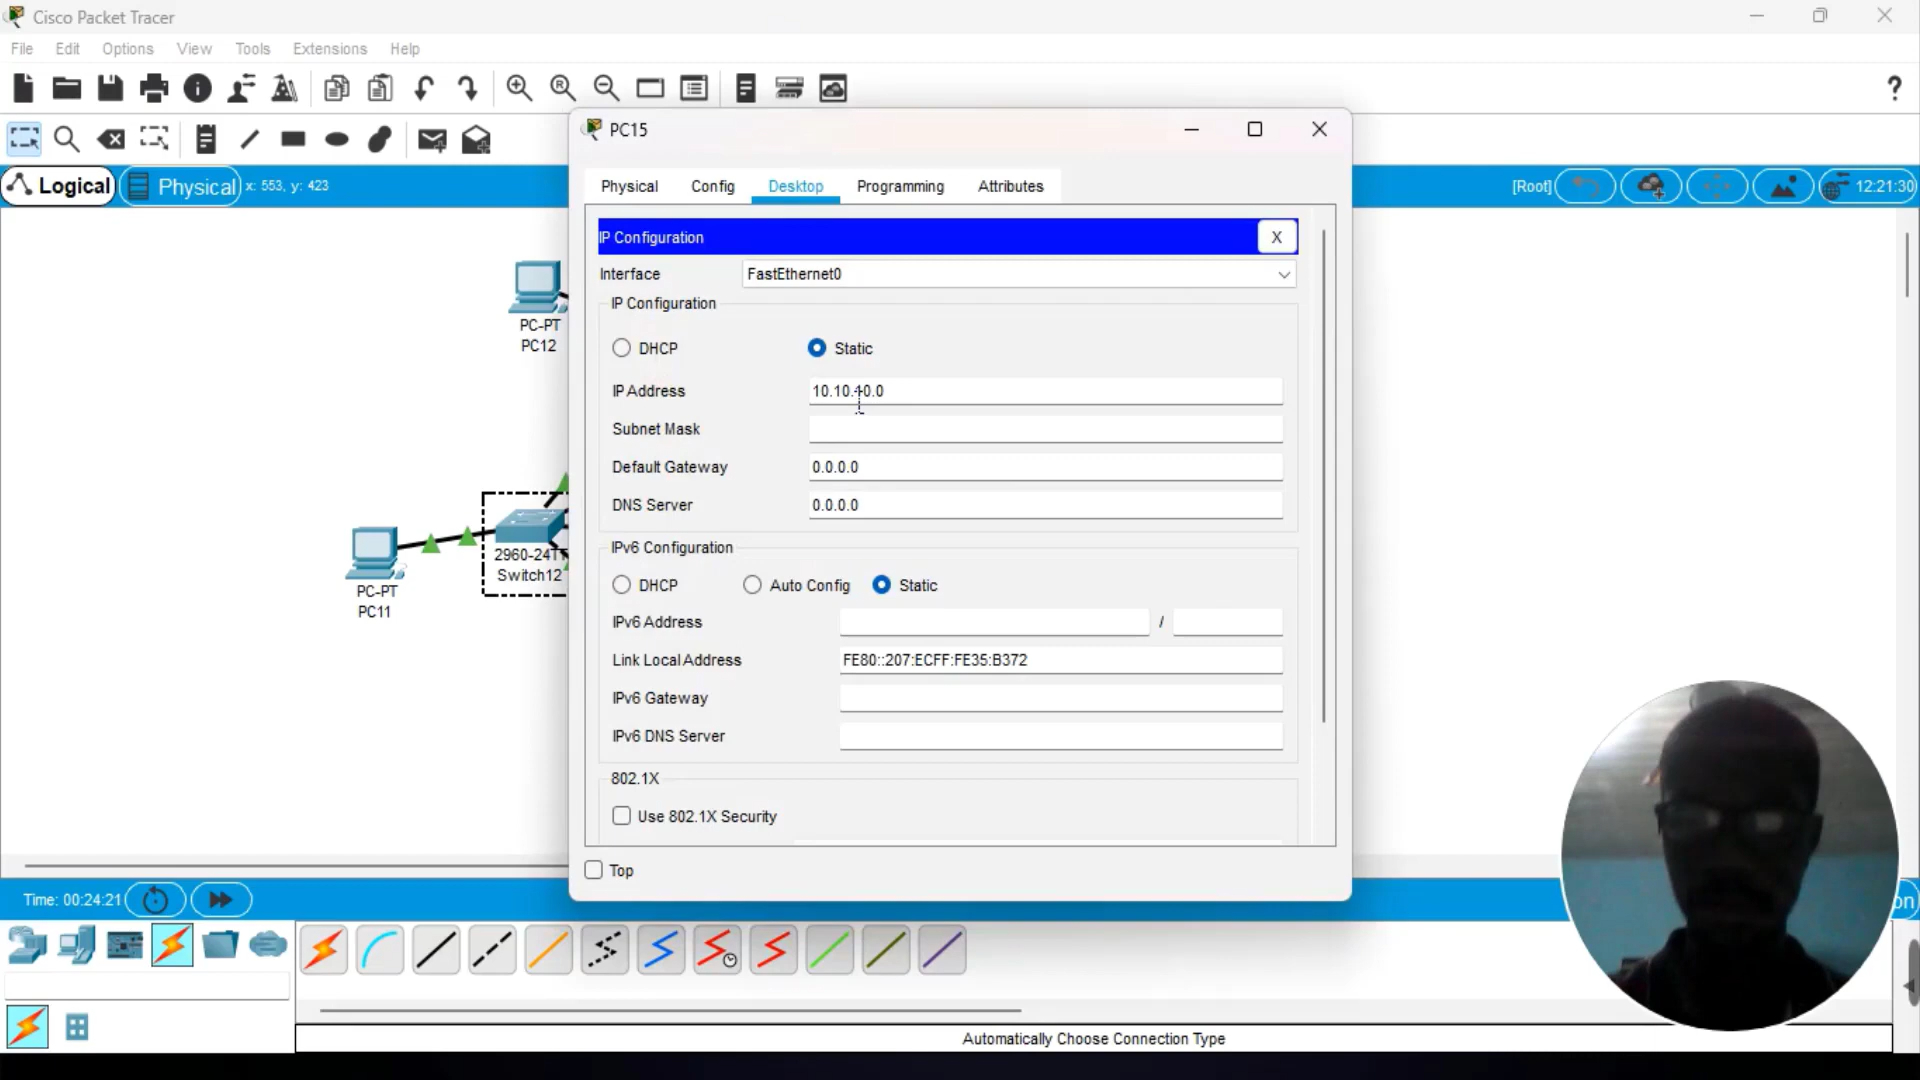 Cisco Packet Tracer
File Edit Options View Tools Extensions Help
?
Logical Physical x: 553, y: 423 [Root] 12:21:30
PC15
Physical Config Desktop Programming Attributes
IP Configuration X
Interface FastEthernet0
IP Configuration
DHCP Static
IP Address 10.10.10.0
Subnet Mask
Default Gateway 0.0.0.0
DNS Server 0.0.0.0
IPv6 Configuration
DHCP Auto Config Static
IPv6 Address /
Link Local Address FE80::207:ECFF:FE35:B372
IPv6 Gateway
IPv6 DNS Server
802.1X
Use 802.1X Security
Top
PC-PT
PC12
2960-24TT
Switch12
PC-PT
PC11
Time: 00:24:21
on
Automatically Choose Connection Type